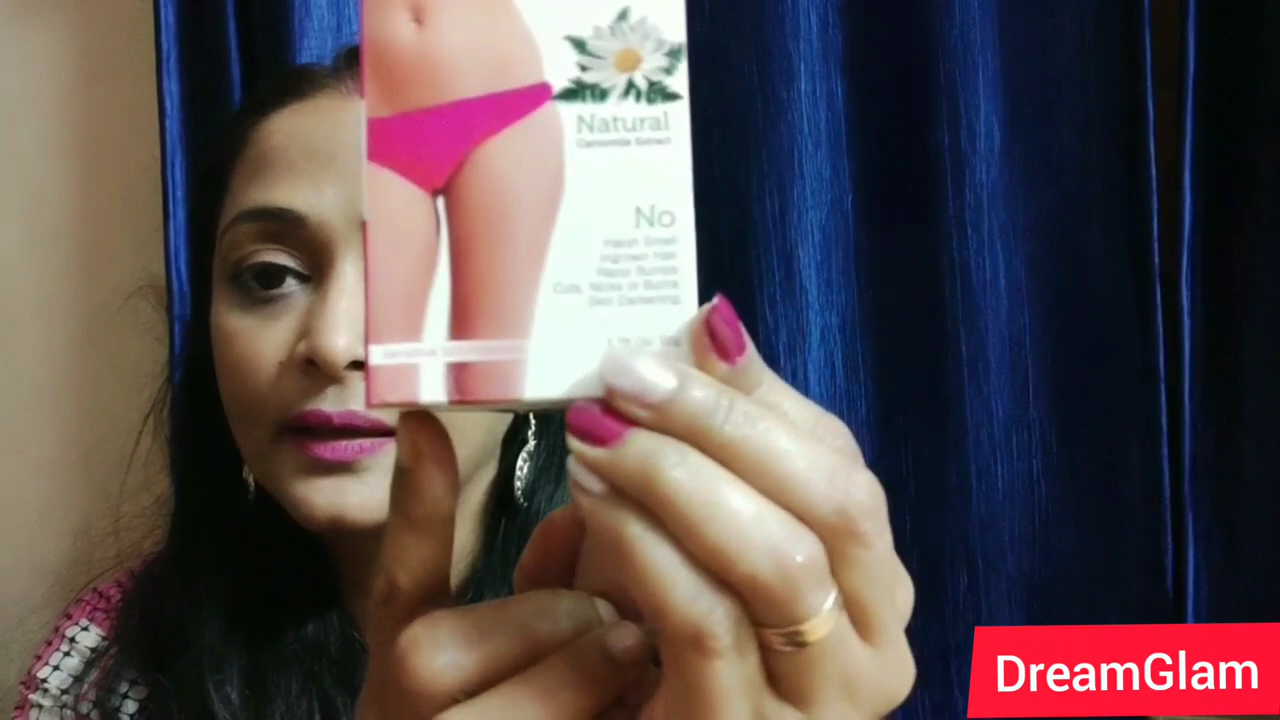 Natural
Camomile Extract
No
Harsh Smell
Ingrown Hair
Razor Bumps
Cuts, Nicks or Burns
Skin Darkening,
DreamGlam